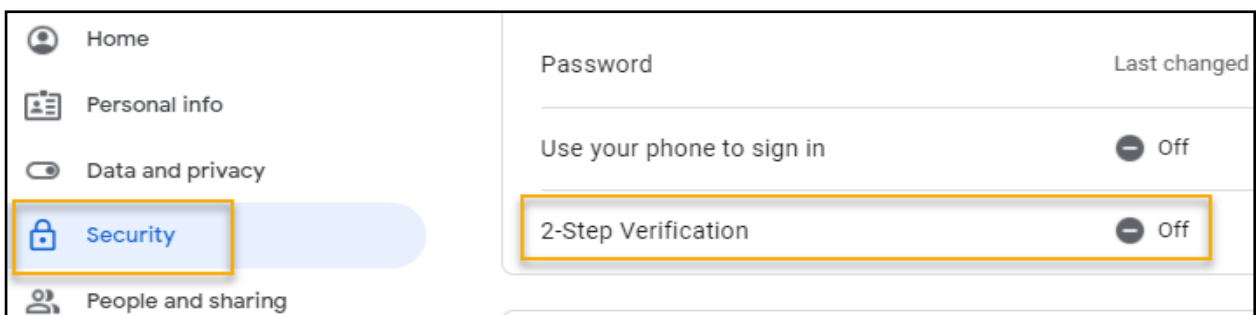 Home
Personal info
Data and privacy
Security
People and sharing
Password Last changed
Use your phone to sign in Off
2-Step Verification Off